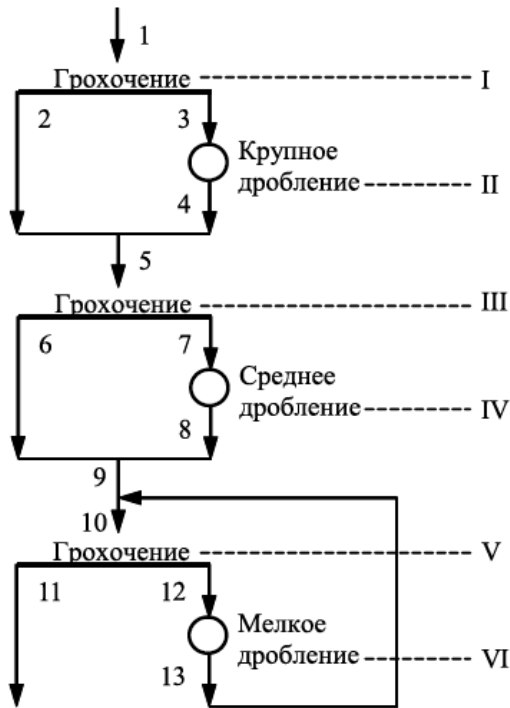 1
Грохочение I
2 3
Крупное
дробление II
4
5
Грохочение III
6 7
Среднее
дробление IV
8
9
10
Грохочение V
11 12
Мелкое
дробление VI
13